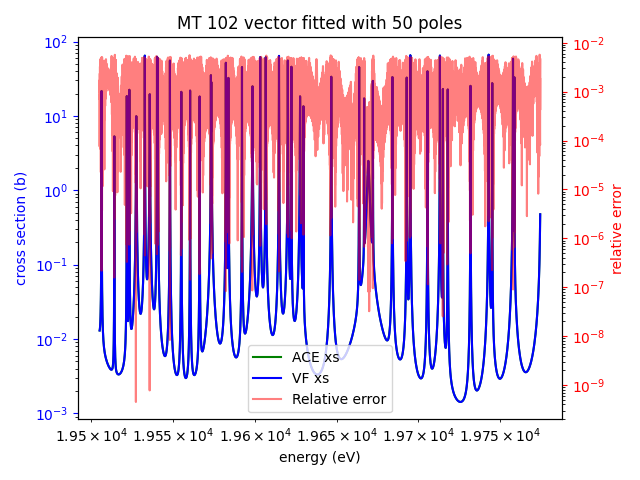 MT 102 vector fitted with 50 poles
cross section (b)
10²
10¹
10⁰
10⁻¹
10⁻²
10⁻³
relative error
10⁻²
10⁻³
10⁻⁴
10⁻⁵
10⁻⁶
10⁻⁷
10⁻⁸
10⁻⁹
ACE xs
VF xs
Relative error
1.95 × 10⁴ 1.955 × 10⁴ 1.96 × 10⁴ 1.965 × 10⁴ 1.97 × 10⁴ 1.975 × 10⁴
energy (eV)